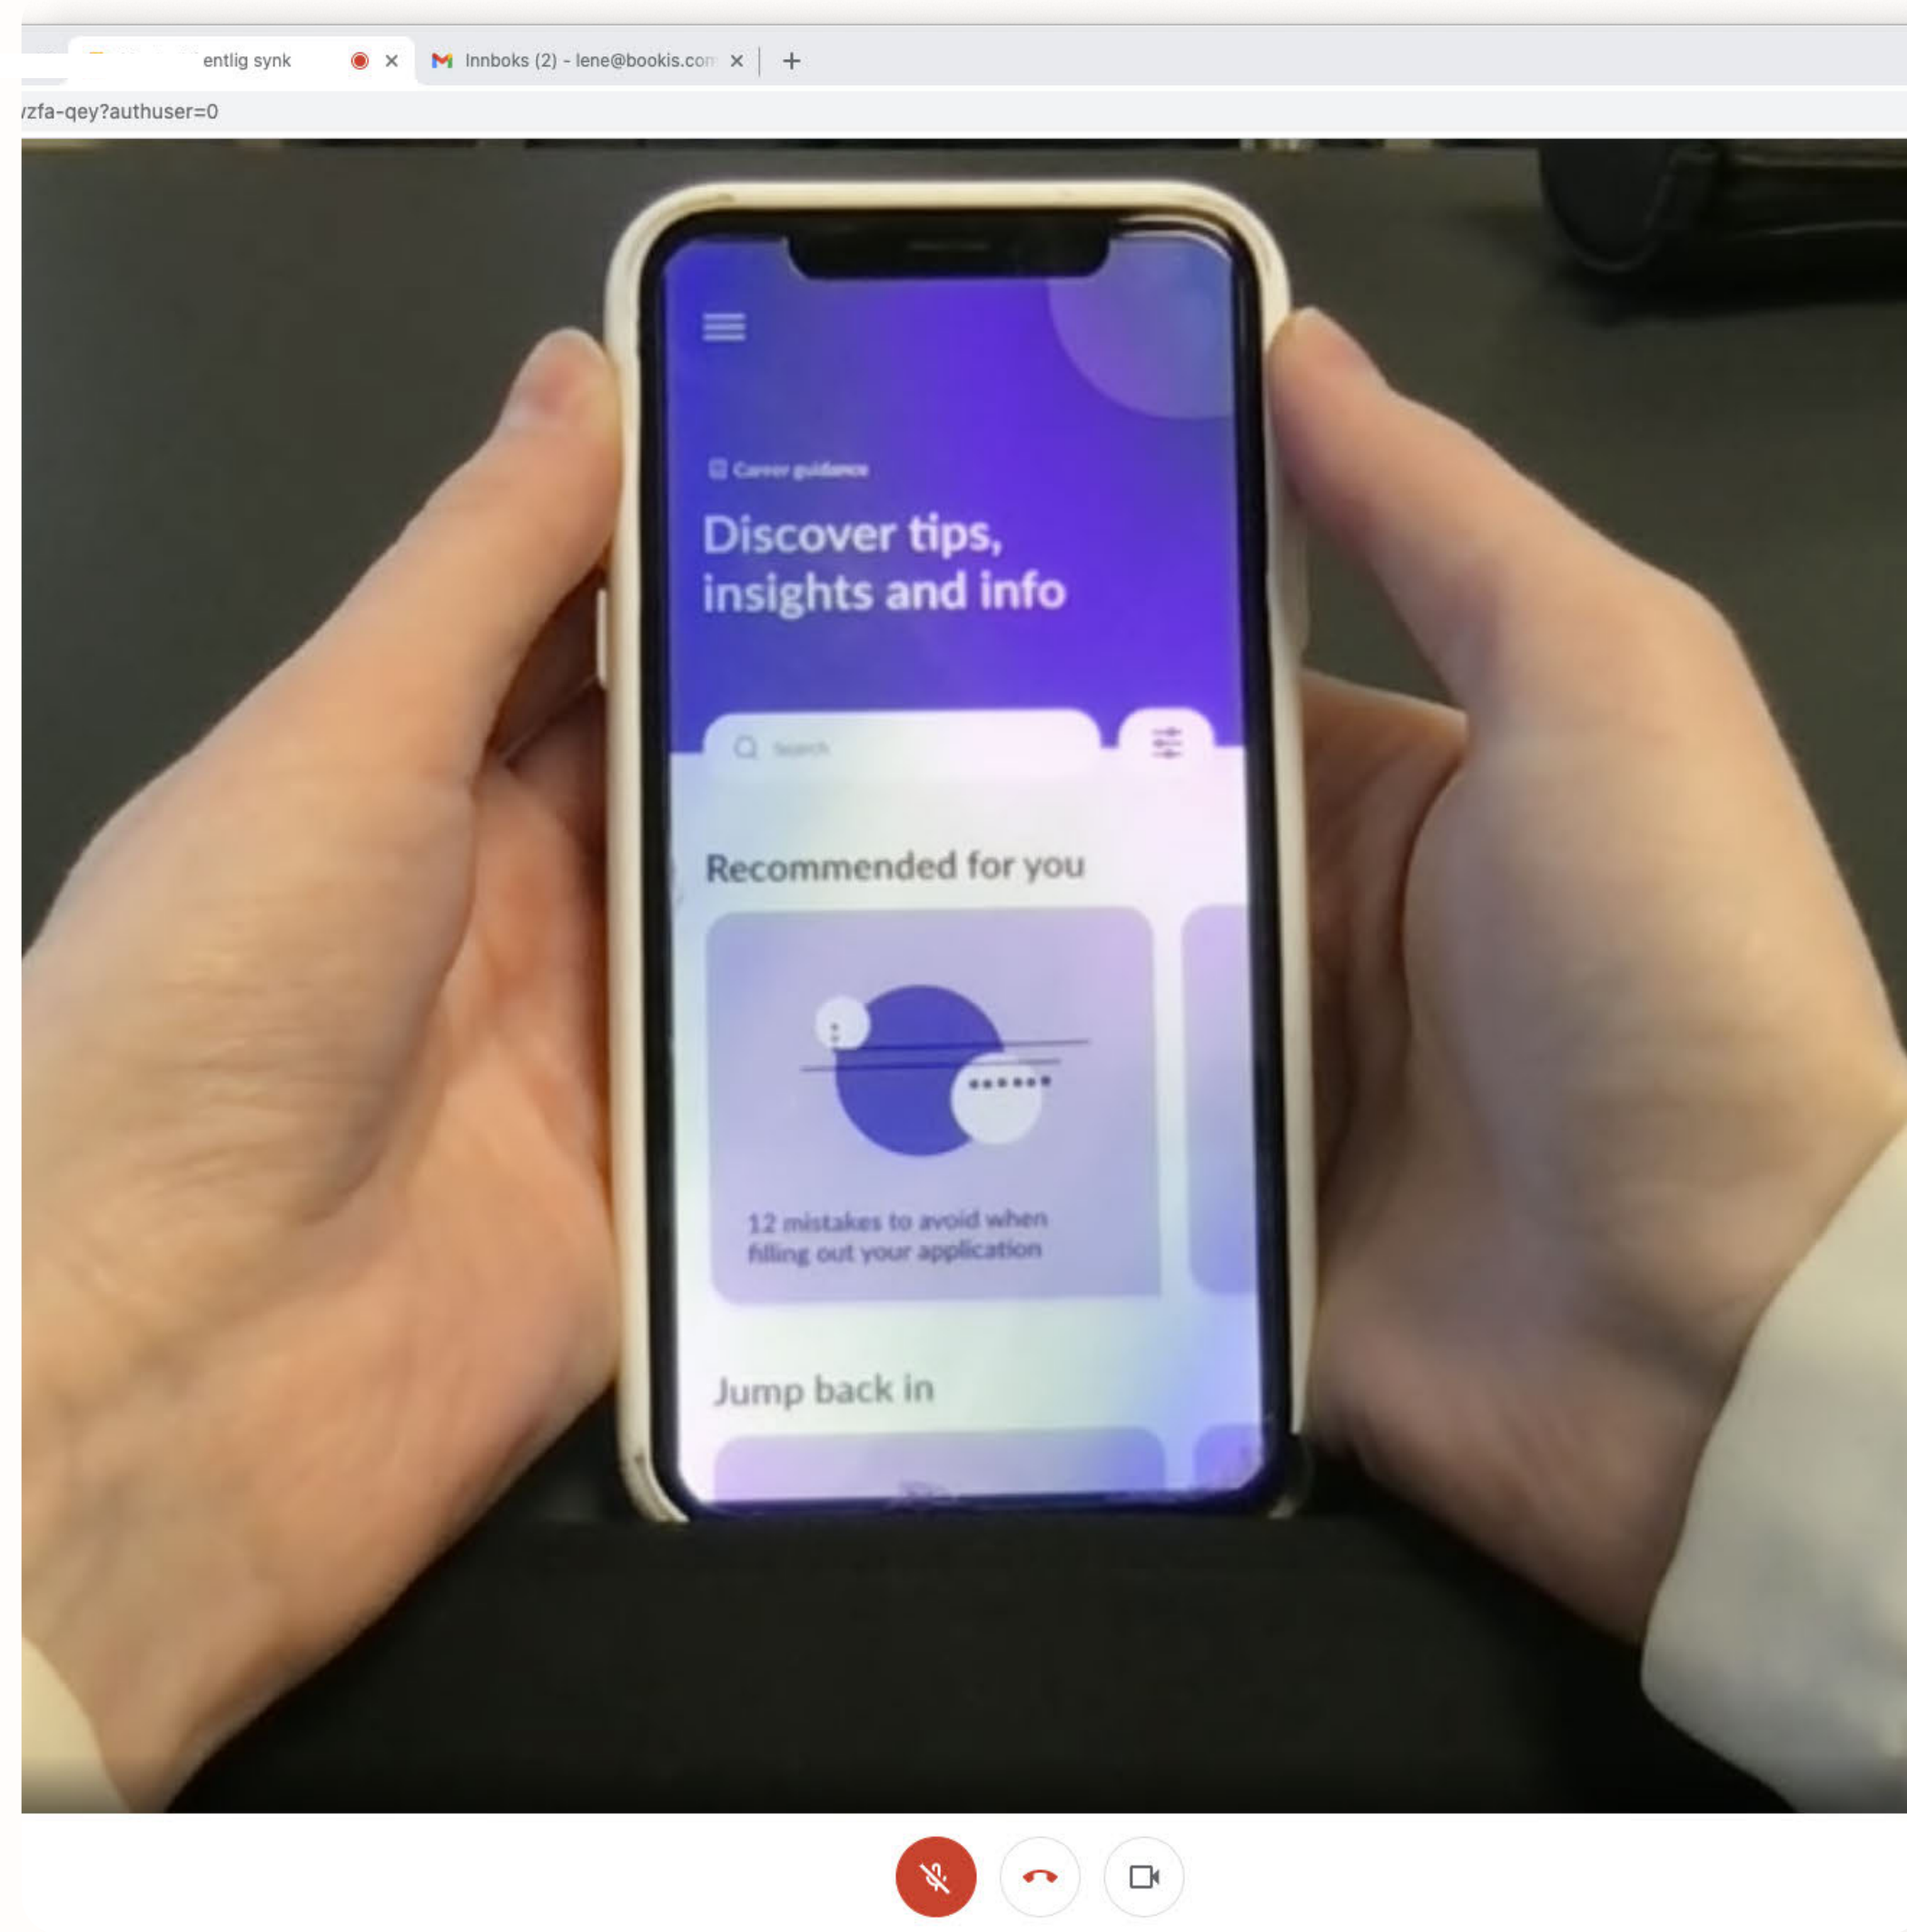 entlig synk
Innboks (2) - lene@bookis.com
zfa-qey?authuser=0
Career guidance
Discover tips,
insights and info
Search
Recommended for you
12 mistakes to avoid when
filling out your application
Jump back in